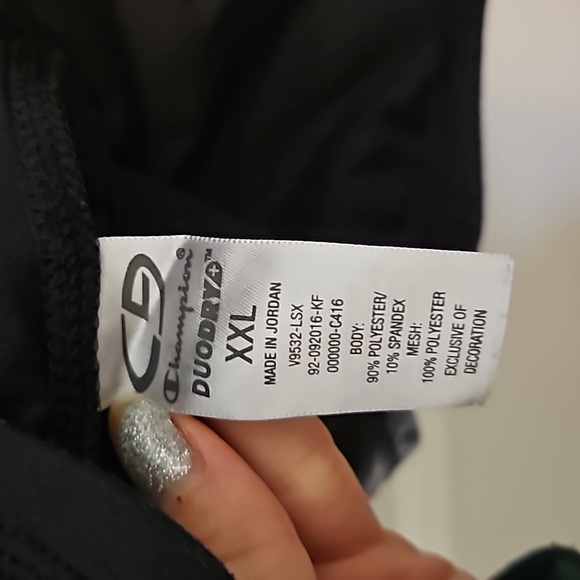 Champion®
DUODRY+™
XXL
MADE IN JORDAN
V9532-LSX
92-092016-KF
000000-C416
BODY:
90% POLYESTER/
10% SPANDEX
MESH:
100% POLYESTER
EXCLUSIVE OF
DECORATION